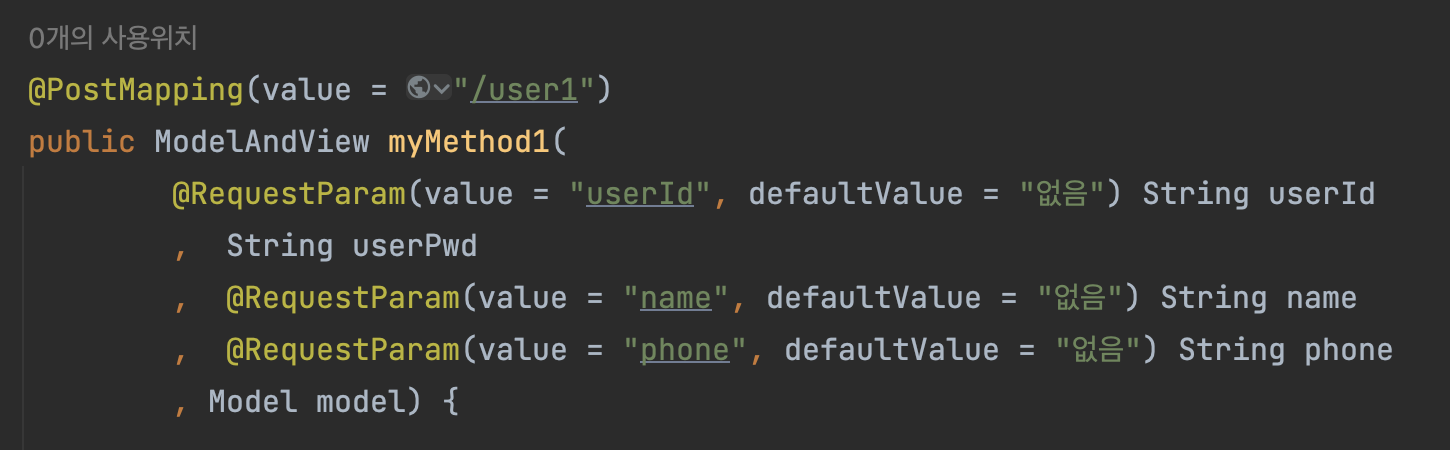 0개의 사용위치
@PostMapping(value = "/user1")
public ModelAndView myMethod1(
@RequestParam(value = "userId", defaultValue = "없음") String userId
, String userPwd
, @RequestParam(value = "name", defaultValue = "없음") String name
, @RequestParam(value = "phone", defaultValue = "없음") String phone
, Model model) {